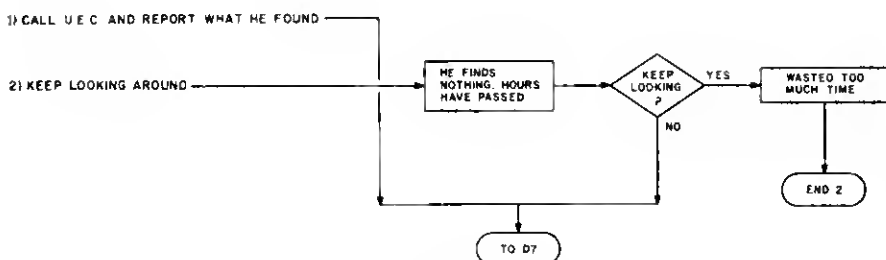 1) CALL U E C AND REPORT WHAT HE FOUND
2) KEEP LOOKING AROUND
HE FINDS
NOTHING. HOURS
HAVE PASSED
KEEP
LOOKING
?
YES
NO
WASTED TOO
MUCH TIME
END 2
TO D7